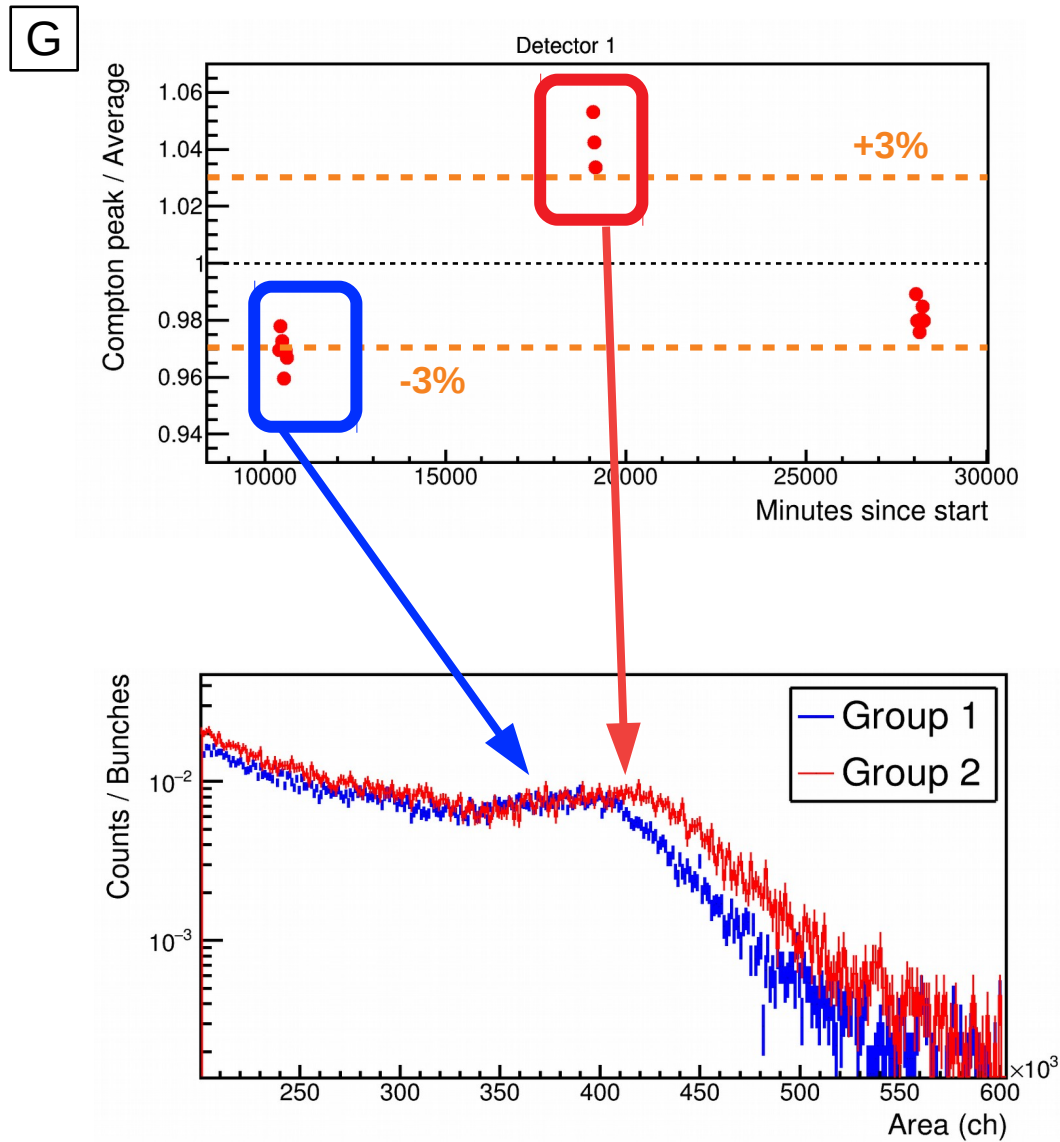 G
Detector 1
Compton peak / Average
1.06
1.04
1.02
1
0.98
0.96
0.94
+3%
-3%
10000 15000 20000 25000 30000
Minutes since start
Counts / Bunches
10⁻²
10⁻³
Group 1
Group 2
250 300 350 400 450 500 550 600
×10³
Area (ch)